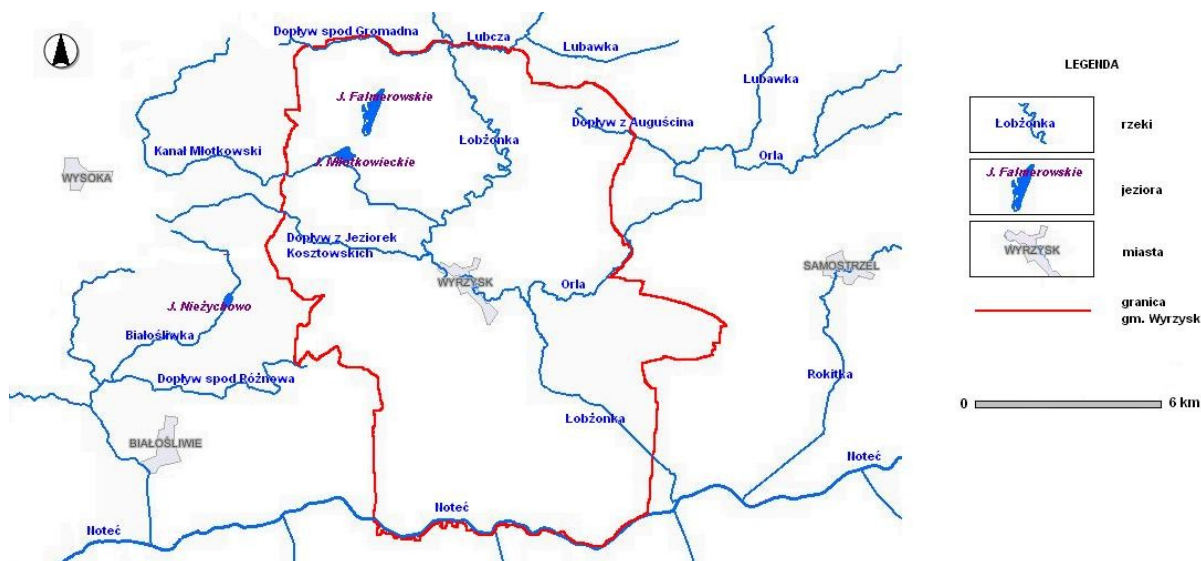 Dopływ spod Gromadna
Lubcza
Lubawka
Lubawka
J. Falmerowskie
Łobżonka
Dopływ z Auguścina
Kanał Młotkowski
J. Młotkowieckie
Orla
WYSOKA
Dopływ z Jeziorek
Kosztowskich
WYRZYSK
SAMOSTRZEL
Orla
J. Nieżychowo
Białośliwka
Dopływ spod Różnowa
Rokitka
Łobżonka
BIAŁOŚLIWIE
Noteć
Noteć
Noteć
LEGENDA
Łobżonka
rzeki
J. Falmerowskie
jeziora
WYRZYSK
miasta
granica
gm. Wyrzysk
0 6 km